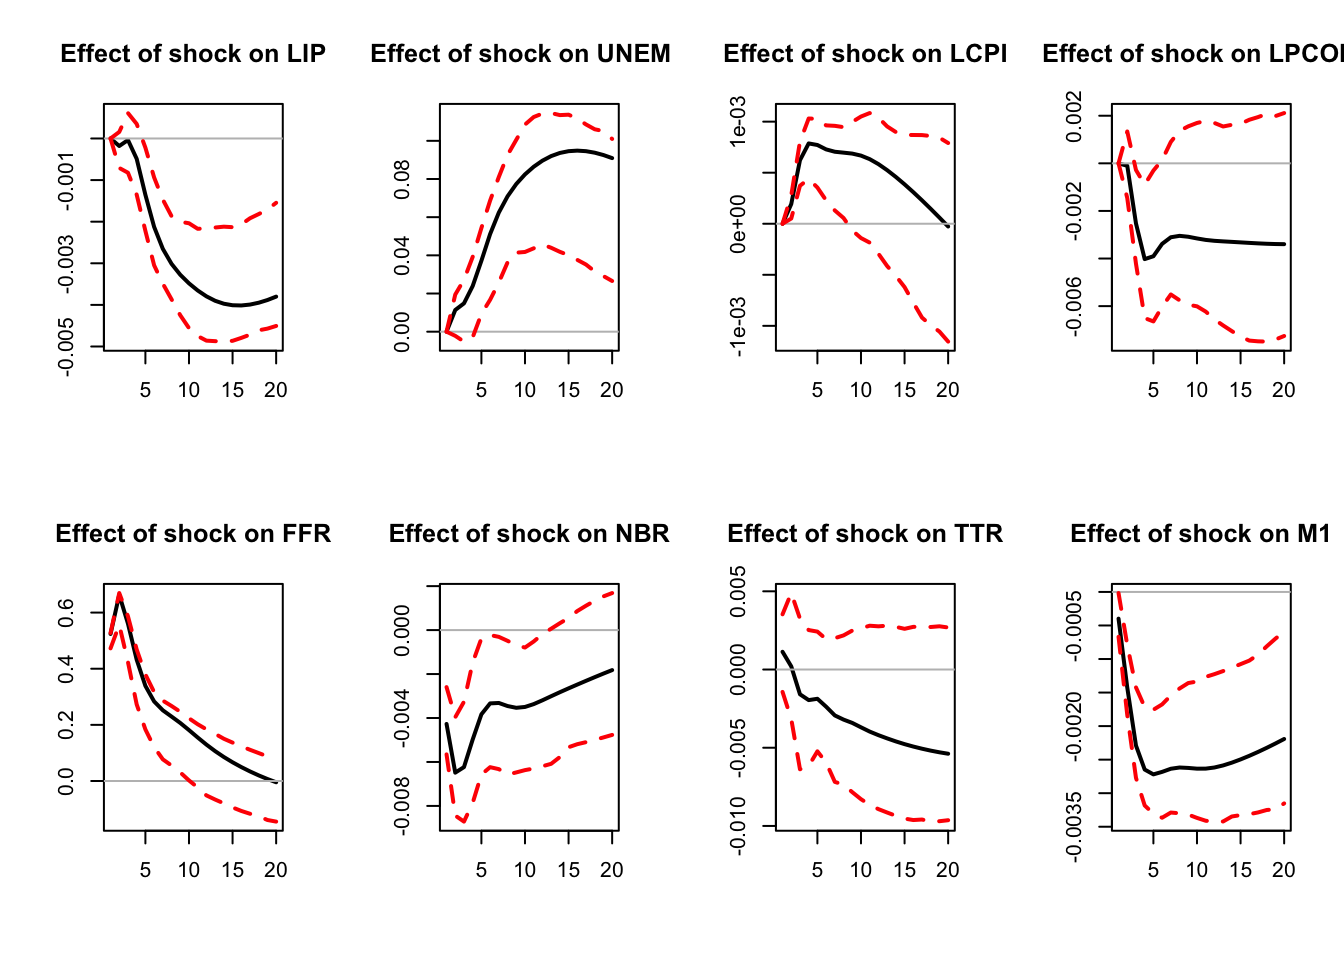 Effect of shock on LIP
Effect of shock on UNEM
Effect of shock on LCPI
Effect of shock on LPCOM
-0.001
-0.003
-0.005
5 10 15 20
0.08
0.04
0.00
5 10 15 20
1e-03
0e+00
-1e-03
5 10 15 20
0.002
-0.002
-0.006
5 10 15 20
Effect of shock on FFR
Effect of shock on NBR
Effect of shock on TTR
Effect of shock on M1
0.6
0.4
0.2
0.0
5 10 15 20
0.000
-0.004
-0.008
5 10 15 20
0.005
0.000
-0.005
-0.010
5 10 15 20
-0.0005
-0.0020
-0.0035
5 10 15 20